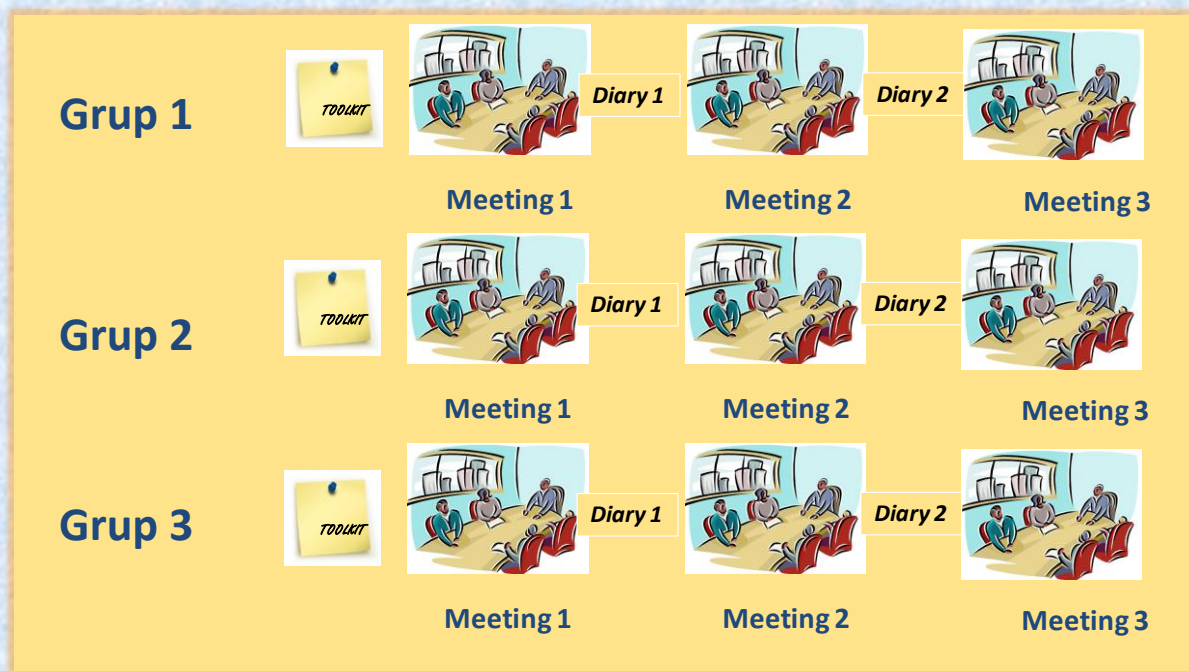 Grup 1
TOOLKIT
Diary 1
Diary 2
Meeting 1
Meeting 2
Meeting 3
Grup 2
TOOLKIT
Diary 1
Diary 2
Meeting 1
Meeting 2
Meeting 3
Grup 3
TOOLKIT
Diary 1
Diary 2
Meeting 1
Meeting 2
Meeting 3